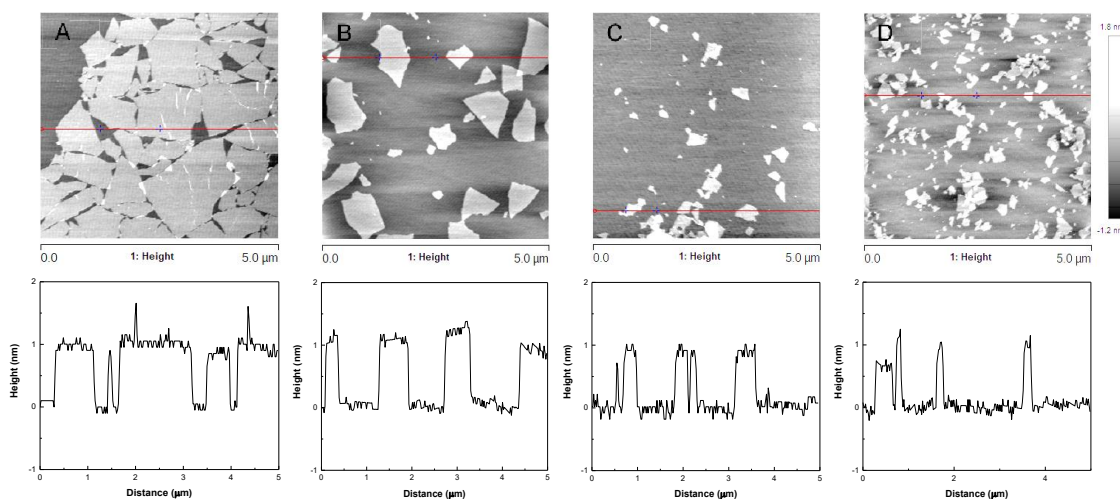 A
B
C
D
1.8 nm
-1.2 nm
0.0 1: Height 5.0 µm
0.0 1: Height 5.0 µm
0.0 1: Height 5.0 µm
0.0 1: Height 5.0 µm
Height (nm)
2
1
0
-1
0 1 2 3 4 5
Distance (µm)
Height (nm)
2
1
0
-1
0 1 2 3 4 5
Distance (µm)
Height (nm)
2
1
0
-1
0 1 2 3 4 5
Distance (µm)
Height (nm)
2
1
0
-1
0 2 4
Distance (µm)